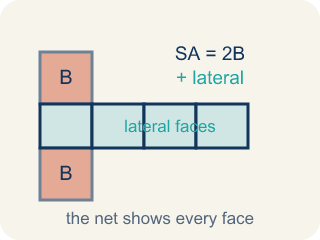 SA = 2B
+ lateral
B
lateral faces
B
the net shows every face